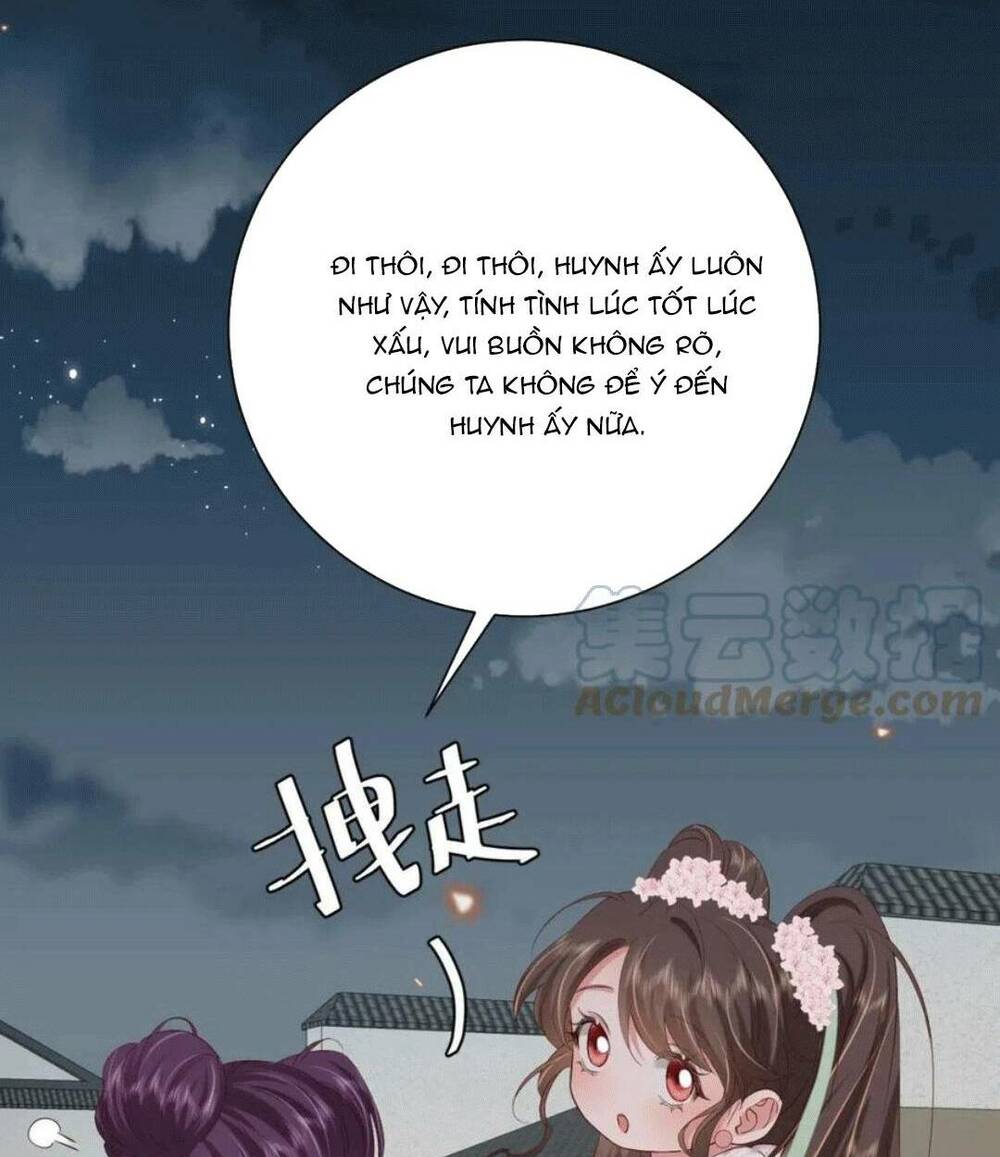 ĐI THÔI, ĐI THÔI, HUYNH ẤY LUÔN
NHƯ VẬY, TÍNH TÌNH LÚC TỐT LÚC
XẤU, VUI BUỒN KHÔNG RÕ,
CHÚNG TA KHÔNG ĐỂ Ý ĐẾN
HUYNH ẤY NỮA.
集云数据
ACloudMerge.com
拽走